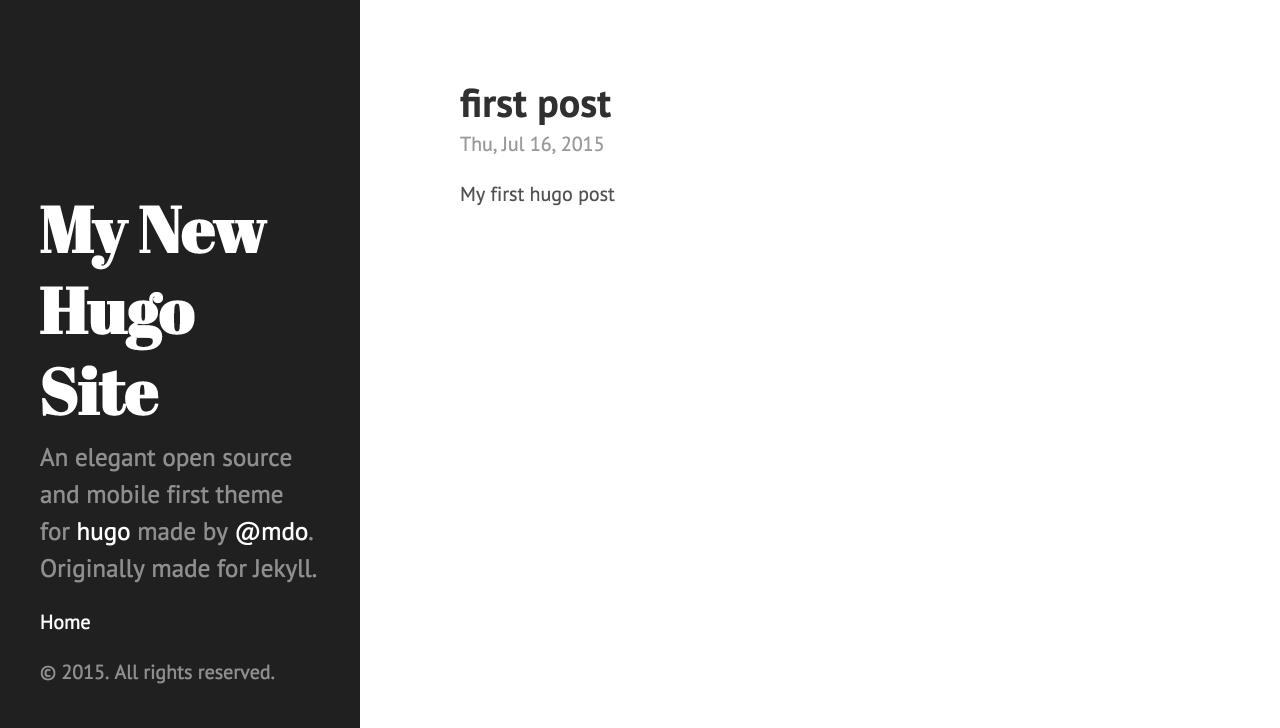 My New
Hugo
Site
An elegant open source
and mobile first theme
for hugo made by @mdo.
Originally made for Jekyll.
Home
© 2015. All rights reserved.
first post
Thu, Jul 16, 2015
My first hugo post